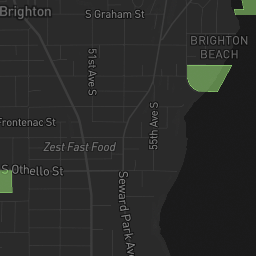 S Graham St
Brighton
BRIGHTON
BEACH
51st Ave S
55th Ave S
Frontenac St
Zest Fast Food
S Othello St
Seward Park Ave